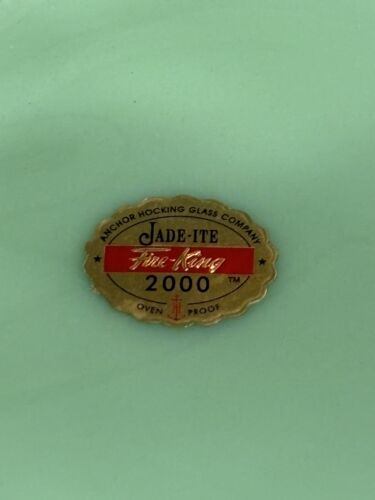 ANCHOR HOCKING GLASS COMPANY
JADE-ITE
Fire-King
2000 TM
OVEN PROOF